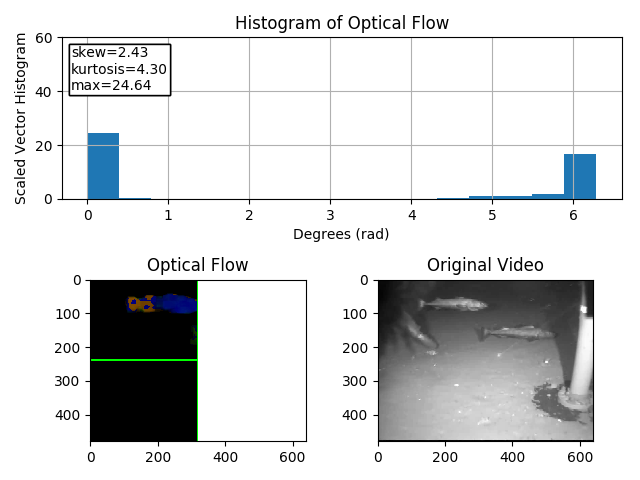 Histogram of Optical Flow
Scaled Vector Histogram
60
40
20
0
skew=2.43
kurtosis=4.30
max=24.64
0 1 2 3 4 5 6
Degrees (rad)
Optical Flow
0
100
200
300
400
0 200 400 600
Original Video
0
100
200
300
400
0 200 400 600